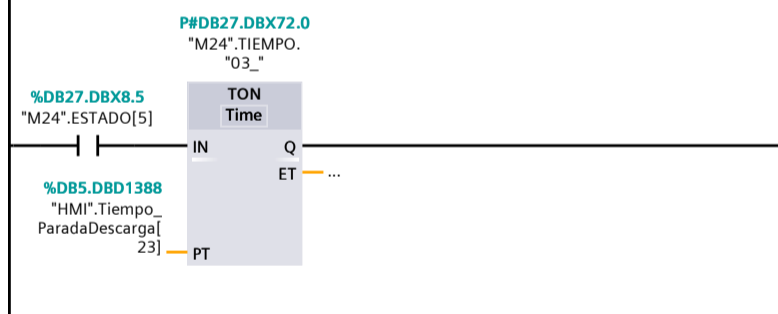 P#DB27.DBX72.0
"M24".TIEMPO.
"03_"
%DB27.DBX8.5
"M24".ESTADO[5]
TON
Time
IN
Q
ET
...
%DB5.DBD1388
"HMI".Tiempo_
ParadaDescarga[
23]
PT